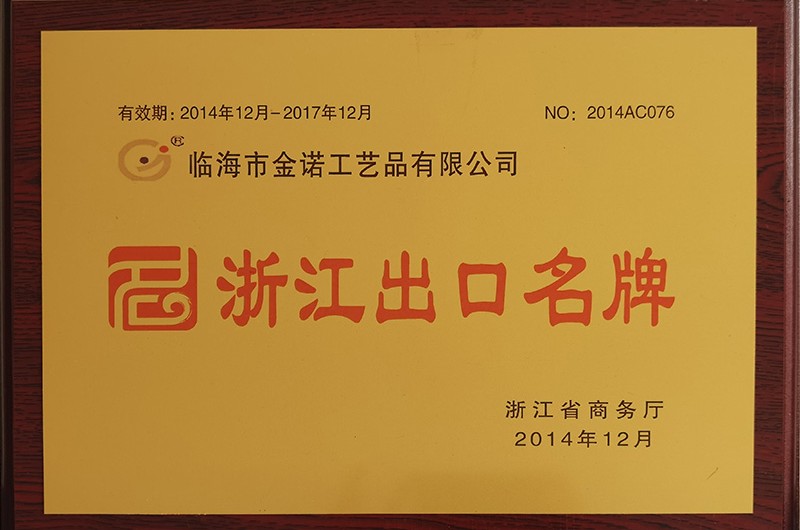 有效期：2014年12月－2017年12月 NO：2014AC076
®临海市金诺工艺品有限公司
浙江出口名牌
浙江省商务厅
2014年12月